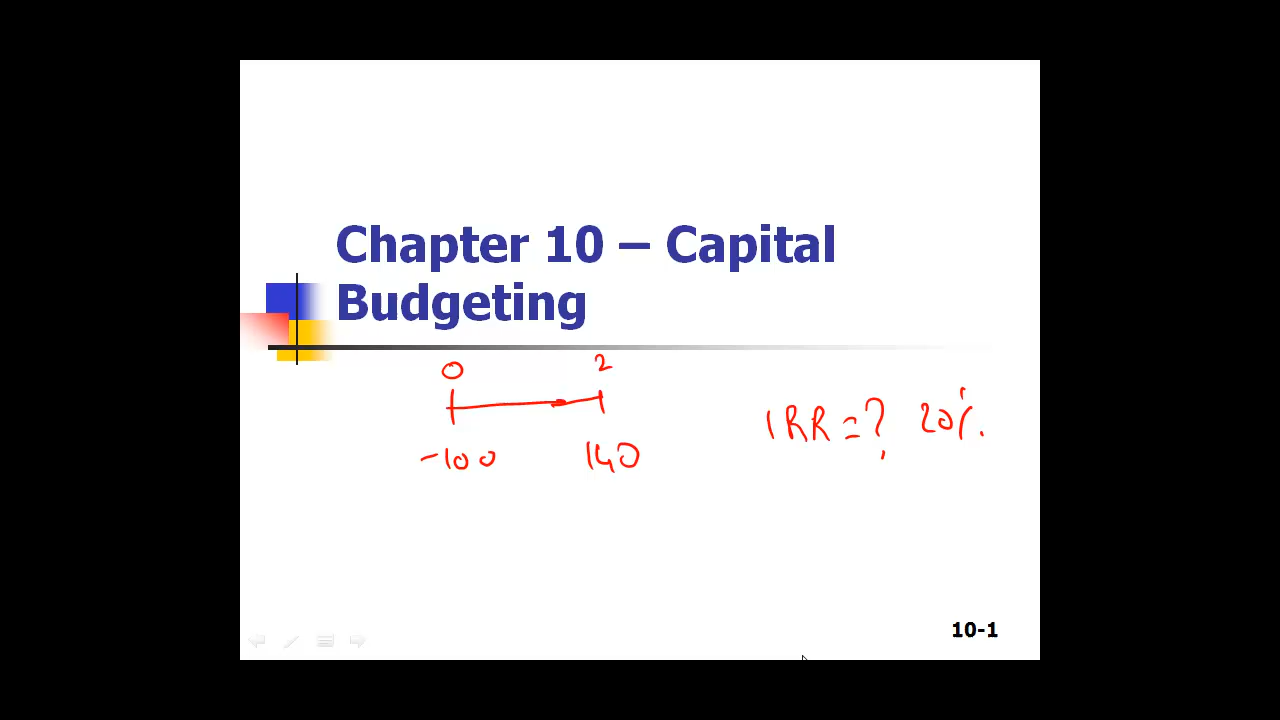 Chapter 10 – Capital
Budgeting
0 2
-100 140
IRR = ? 20%
10-1